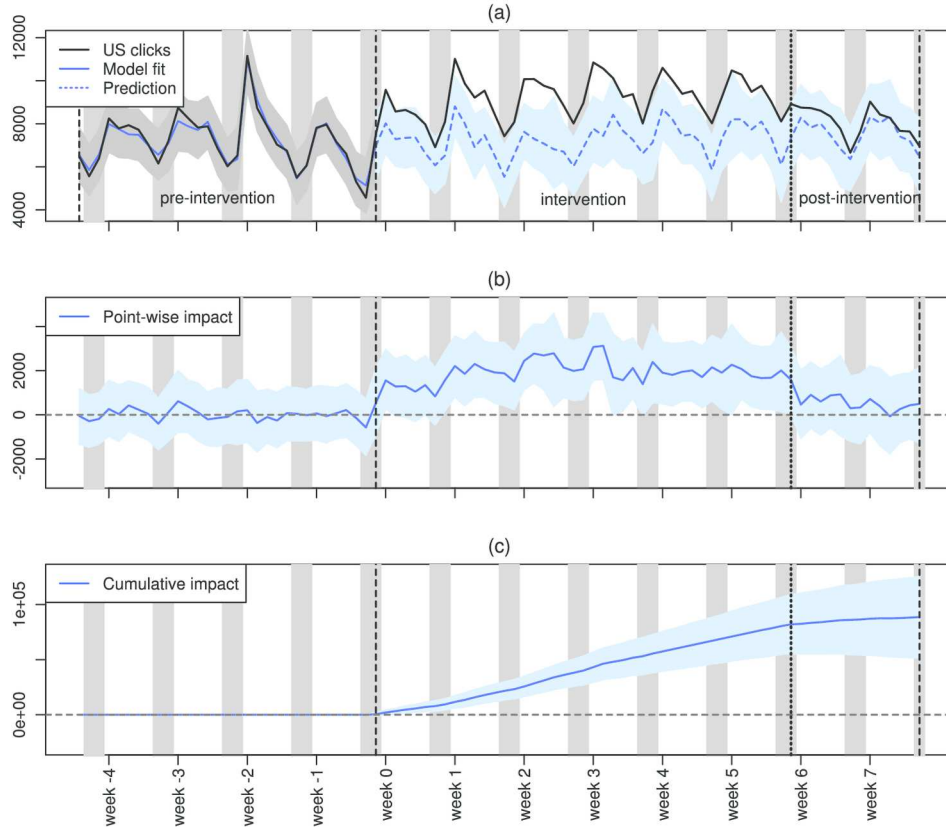 (a)
12000
8000
4000
US clicks
Model fit
Prediction
pre-intervention
intervention
post-intervention
(b)
2000
0
-2000
Point-wise impact
(c)
1e+05
0e+00
Cumulative impact
week -4
week -3
week -2
week -1
week 0
week 1
week 2
week 3
week 4
week 5
week 6
week 7